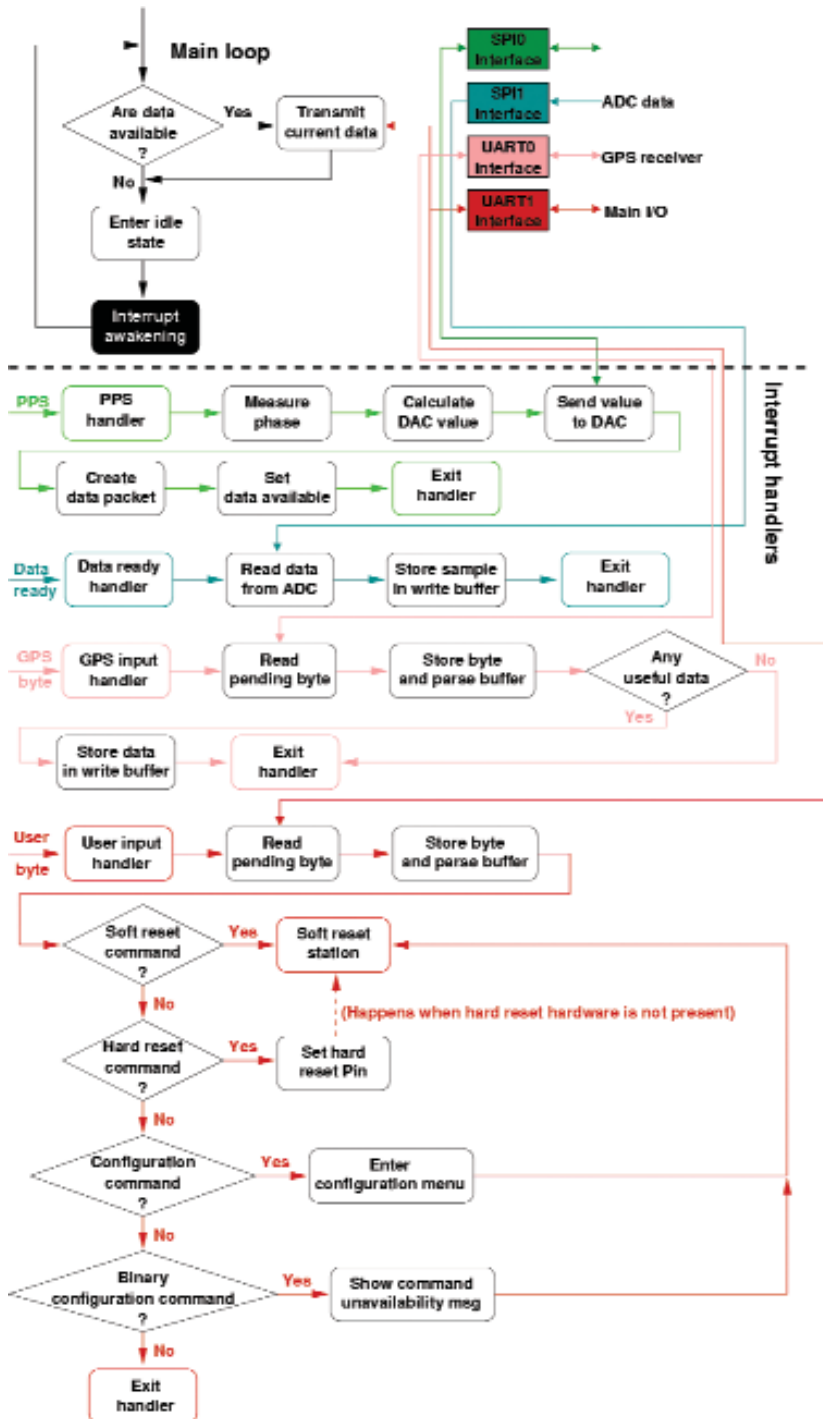 Main loop
Are data
available
?
Yes
Transmit
current data
No
Enter idle
state
Interrupt
awakening
SPI0
Interface
SPI1
Interface
ADC data
UART0
Interface
GPS receiver
UART1
Interface
Main I/O
Interrupt handlers
PPS
PPS
handler
Measure
phase
Calculate
DAC value
Send value
to DAC
Create
data packet
Set
data available
Exit
handler
Data
ready
Data ready
handler
Read data
from ADC
Store sample
in write buffer
Exit
handler
GPS
byte
GPS input
handler
Read
pending byte
Store byte
and parse buffer
Any
useful data
?
No
Yes
Store data
in write buffer
Exit
handler
User
byte
User input
handler
Read
pending byte
Store byte
and parse buffer
Soft reset
command
?
Yes
Soft reset
station
No
(Happens when hard reset hardware is not present)
Hard reset
command
?
Yes
Set hard
reset Pin
No
Configuration
command
?
Yes
Enter
configuration menu
No
Binary
configuration command
?
Yes
Show command
unavailability msg
No
Exit
handler